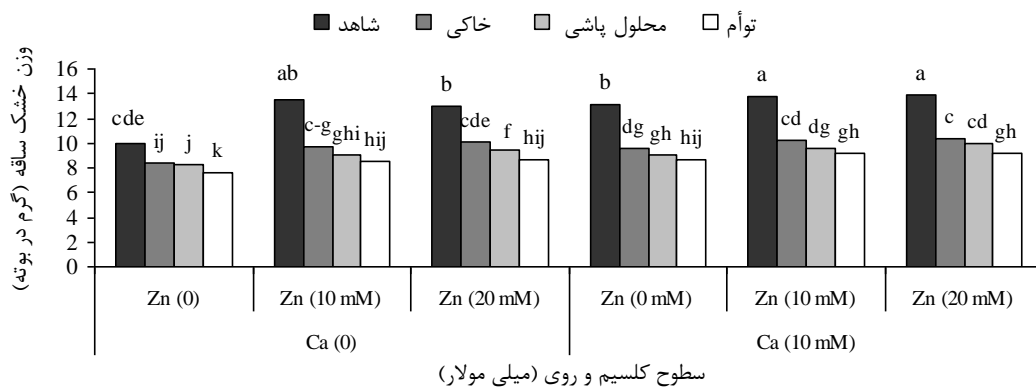 شاهد خاکی محلول پاشی توأم
وزن خشک ساقه (گرم در بوته)
16
14
12
10
8
6
4
2
0
cde ij j k
ab c-g ghi hij
b cde f hij
b dg gh hij
a cd dg gh
a c cd gh
Zn (0) Zn (10 mM) Zn (20 mM) Zn (0 mM) Zn (10 mM) Zn (20 mM)
Ca (0) Ca (10 mM)
سطوح کلسیم و روی (میلی مولار)